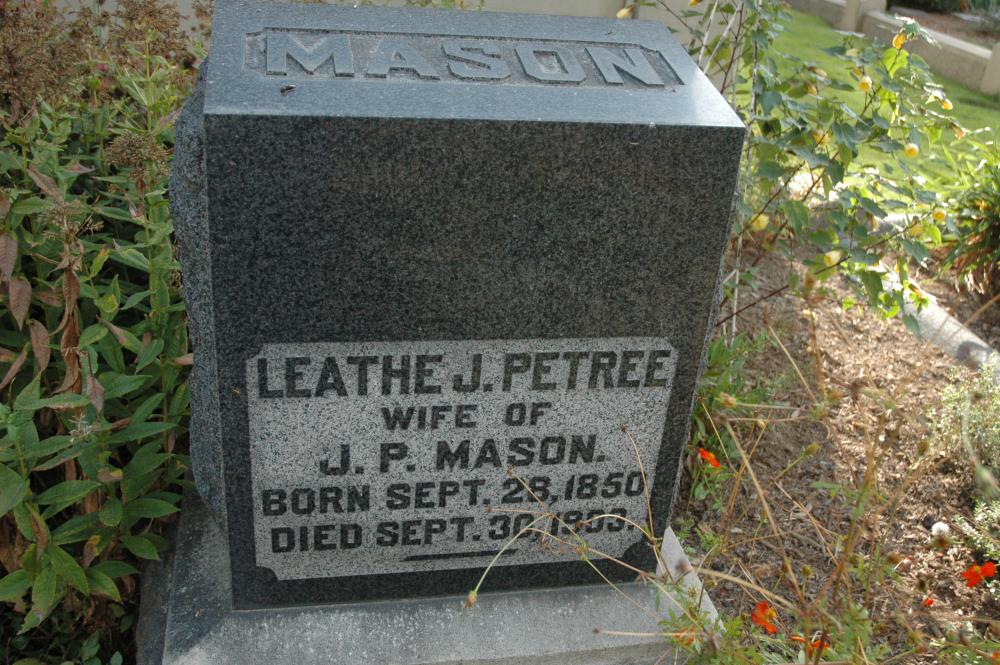 MASON
LEATHE J. PETREE
WIFE OF
J. P. MASON.
BORN SEPT. 28, 1850
DIED SEPT. 30,